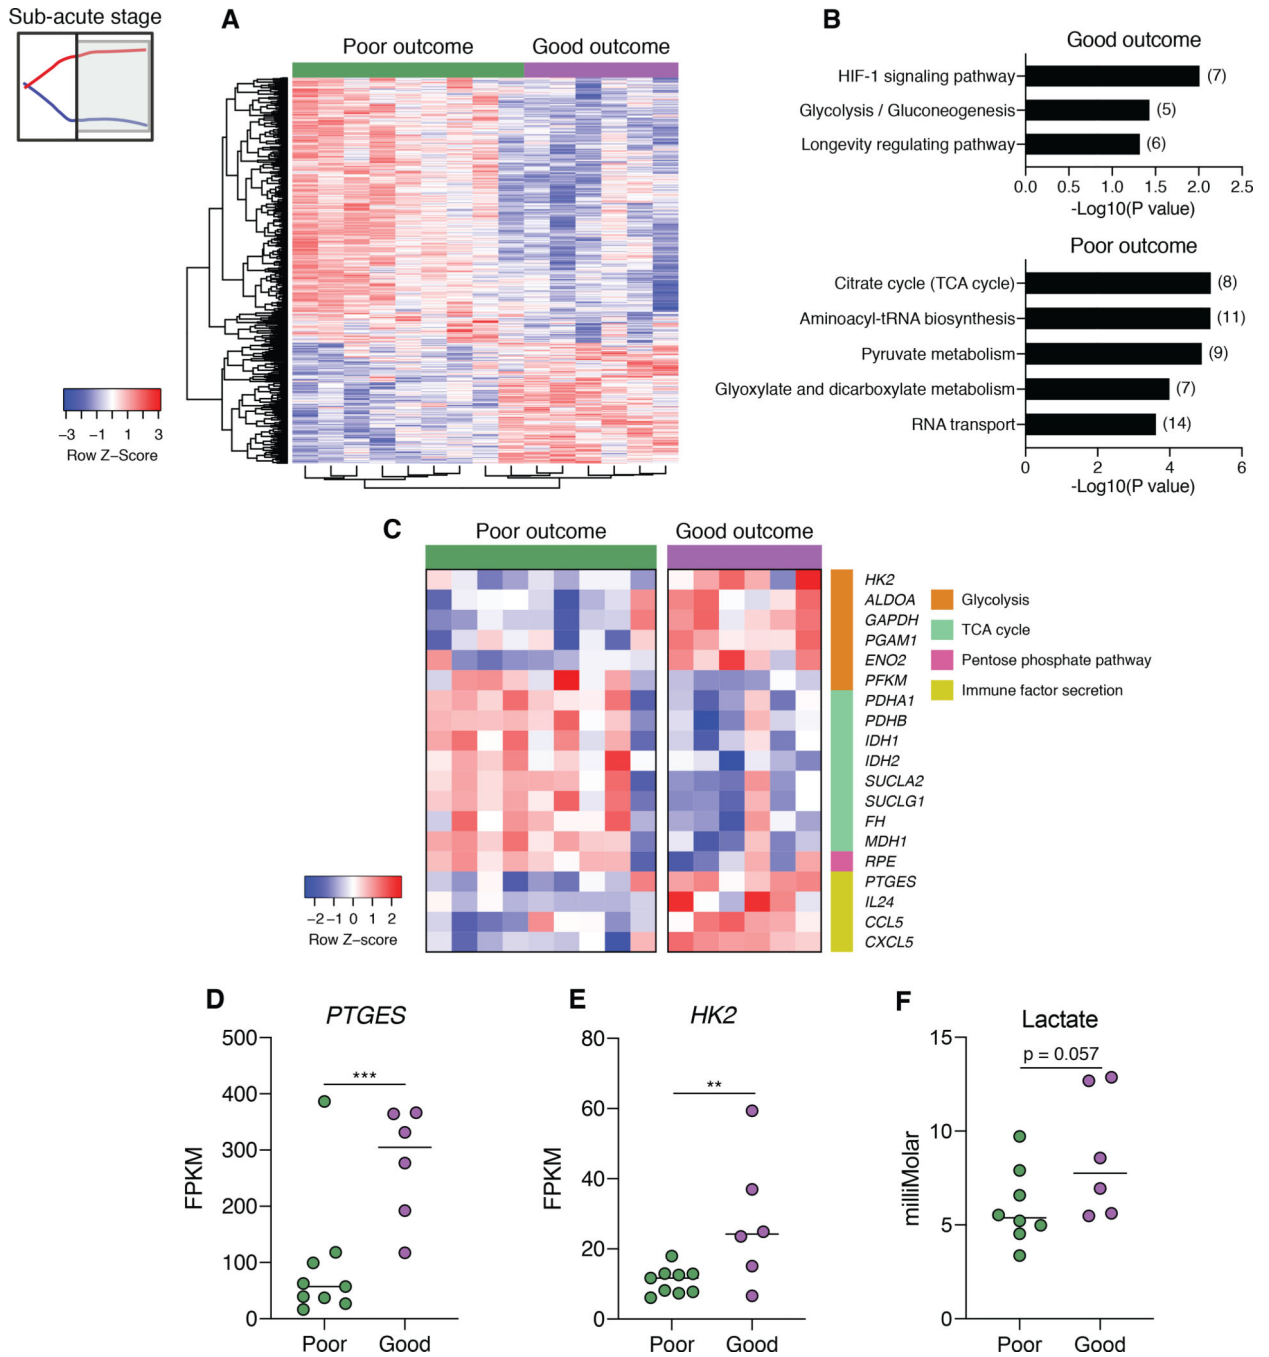 Sub-acute stage
A
Poor outcome
Good outcome
−3 −1 1 3
Row Z−Score
B
Good outcome
HIF-1 signaling pathway (7)
Glycolysis / Gluconeogenesis (5)
Longevity regulating pathway (6)
0.0 0.5 1.0 1.5 2.0 2.5
-Log10(P value)
Poor outcome
Citrate cycle (TCA cycle) (8)
Aminoacyl-tRNA biosynthesis (11)
Pyruvate metabolism (9)
Glyoxylate and dicarboxylate metabolism (7)
RNA transport (14)
0 2 4 6
-Log10(P value)
C
Poor outcome
Good outcome
HK2
ALDOA
GAPDH
PGAM1
ENO2
PFKM
PDHA1
PDHB
IDH1
IDH2
SUCLA2
SUCLG1
FH
MDH1
RPE
PTGES
IL24
CCL5
CXCL5
Glycolysis
TCA cycle
Pentose phosphate pathway
Immune factor secretion
−2 −1 0 1 2
Row Z−score
D
PTGES
500
400
300
200
100
0
FPKM
***
Poor Good
E
HK2
80
60
40
20
0
FPKM
**
Poor Good
F
Lactate
15
10
5
0
milliMolar
p = 0.057
Poor Good